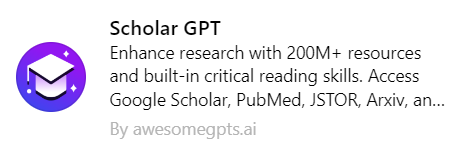 Scholar GPT
Enhance research with 200M+ resources
and built-in critical reading skills. Access
Google Scholar, PubMed, JSTOR, Arxiv, an...
By awesomegpts.ai